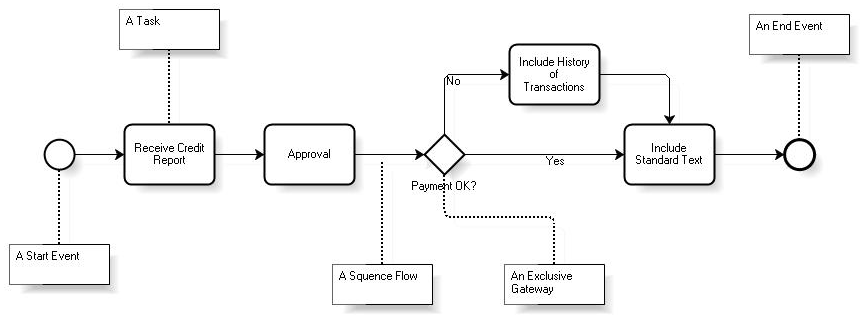 A Task
An End Event
Include History
of
Transactions
No
Receive Credit
Report
Approval
Yes
Include
Standard Text
Payment OK?
A Start Event
A Squence Flow
An Exclusive
Gateway